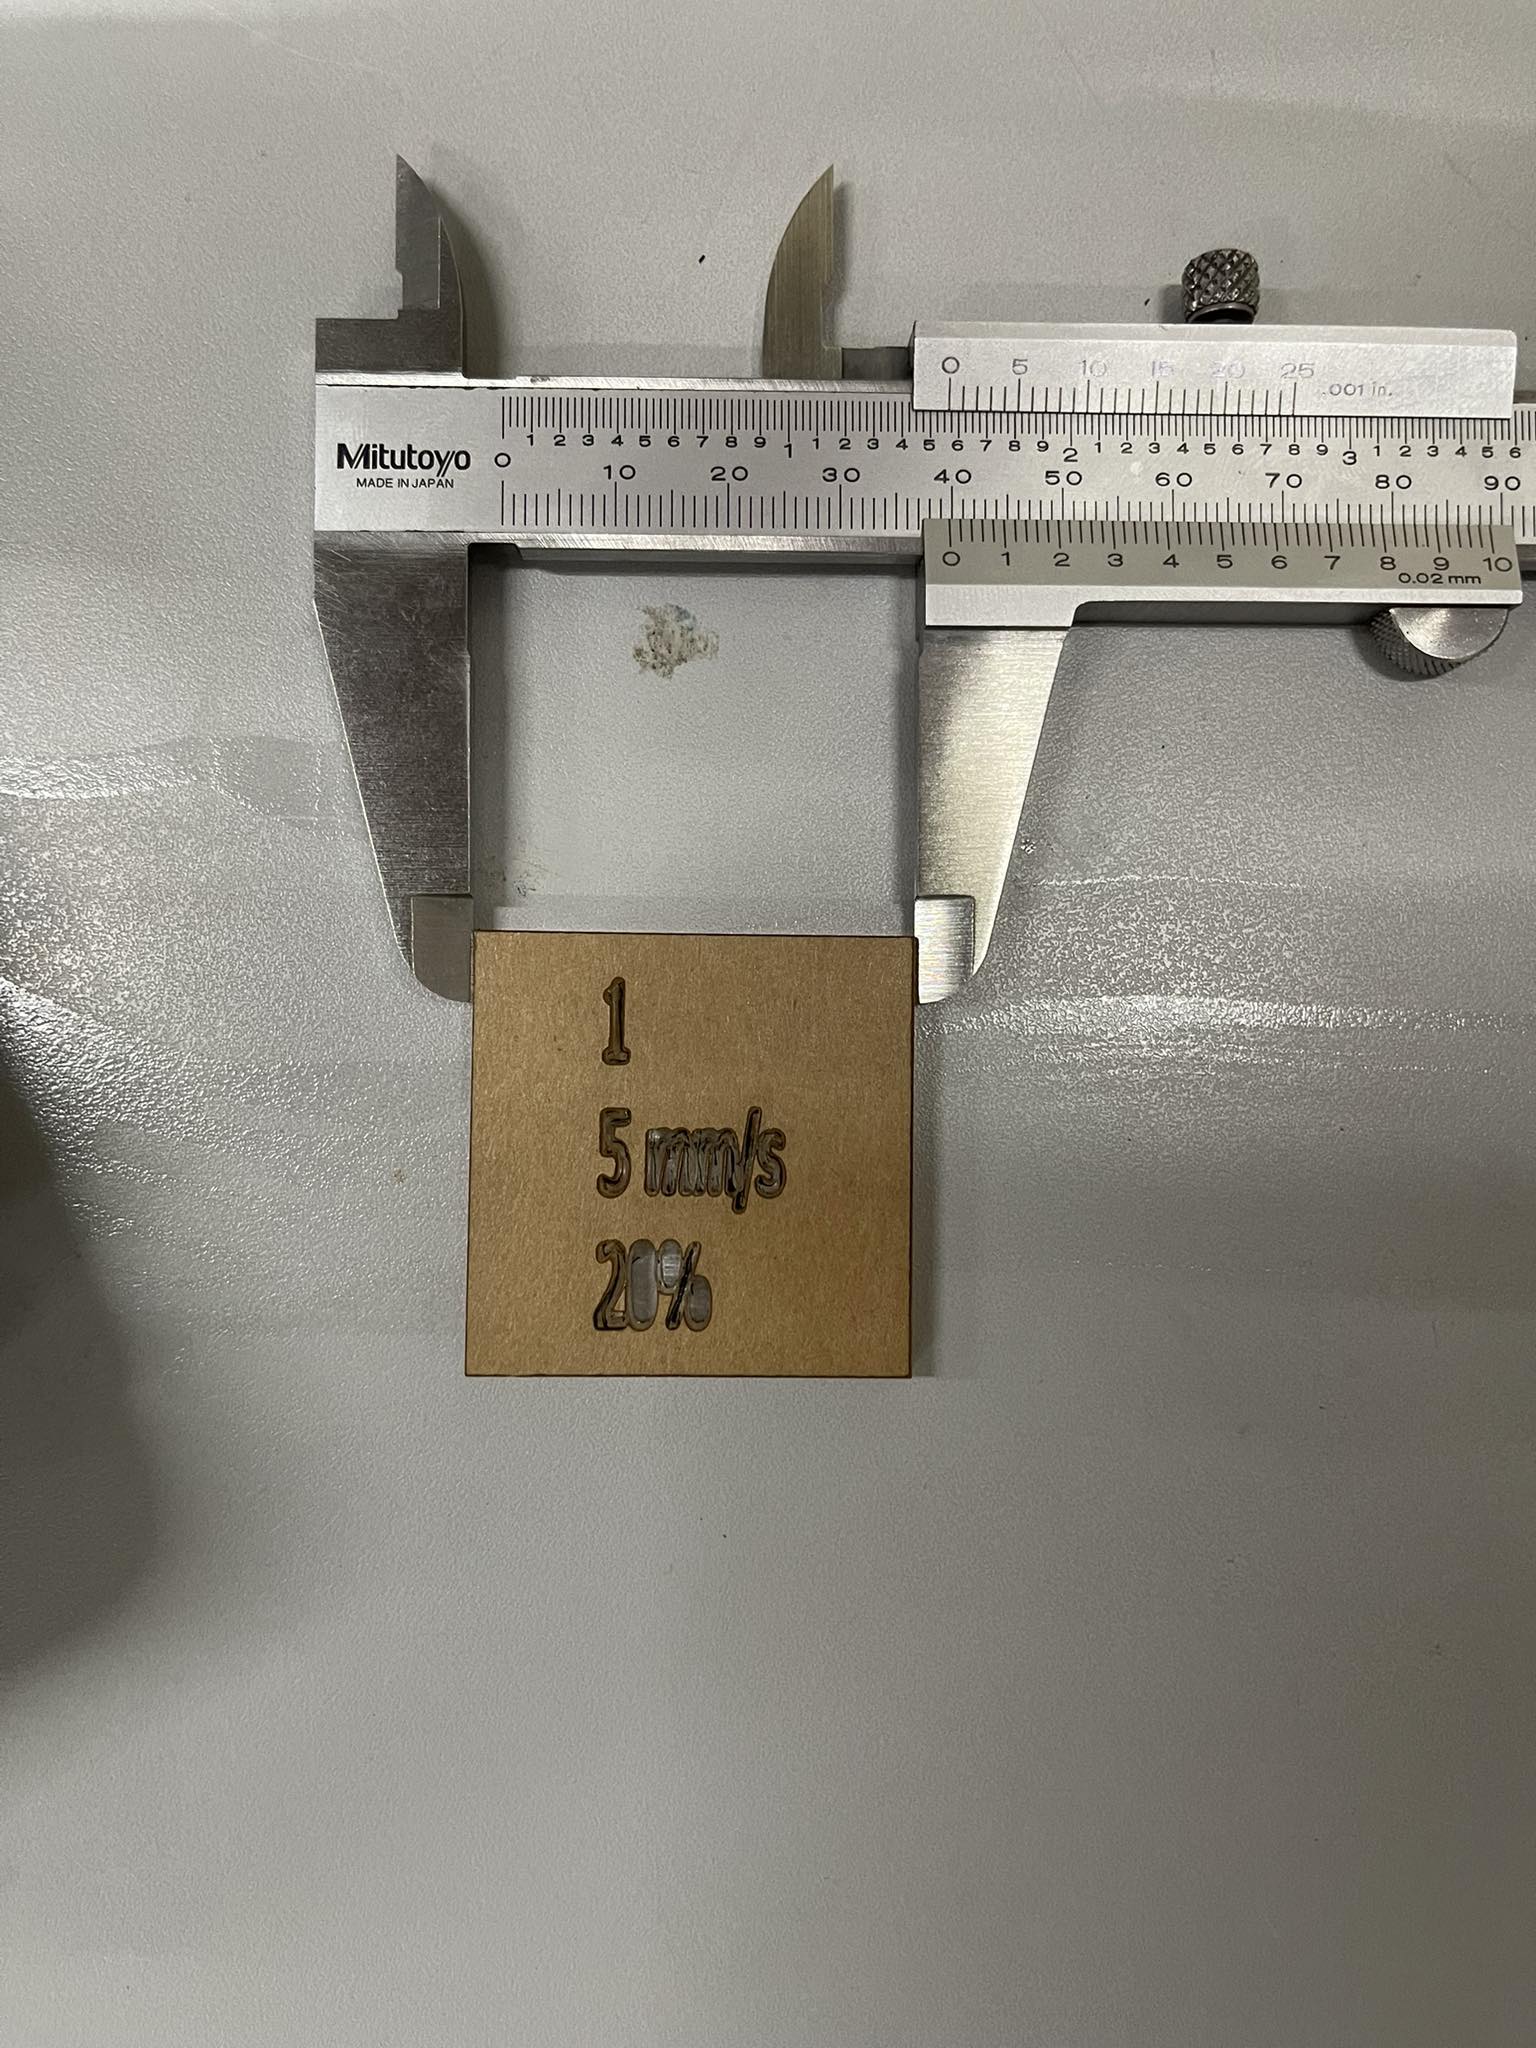 0 5 10 15 20 25
.001 in.
1 2 3 4 5 6 7 8 9 1 1 2 3 4 5 6 7 8 9 2 1 2 3 4 5 6 7 8 9 3 1 2 3 4 5 6
Mitutoyo
MADE IN JAPAN
0 10 20 30 40 50 60 70 80 90
0 1 2 3 4 5 6 7 8 9 10
0.02 mm
1
5 mm/s
20%